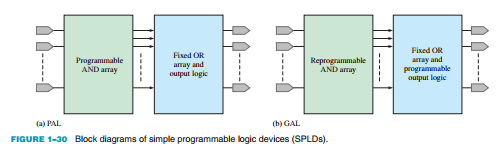 Programmable
AND array
Fixed OR
array and
output logic
(a) PAL
Reprogrammable
AND array
Fixed OR
array and
programmable
output logic
(b) GAL
FIGURE 1–30 Block diagrams of simple programmable logic devices (SPLDs).